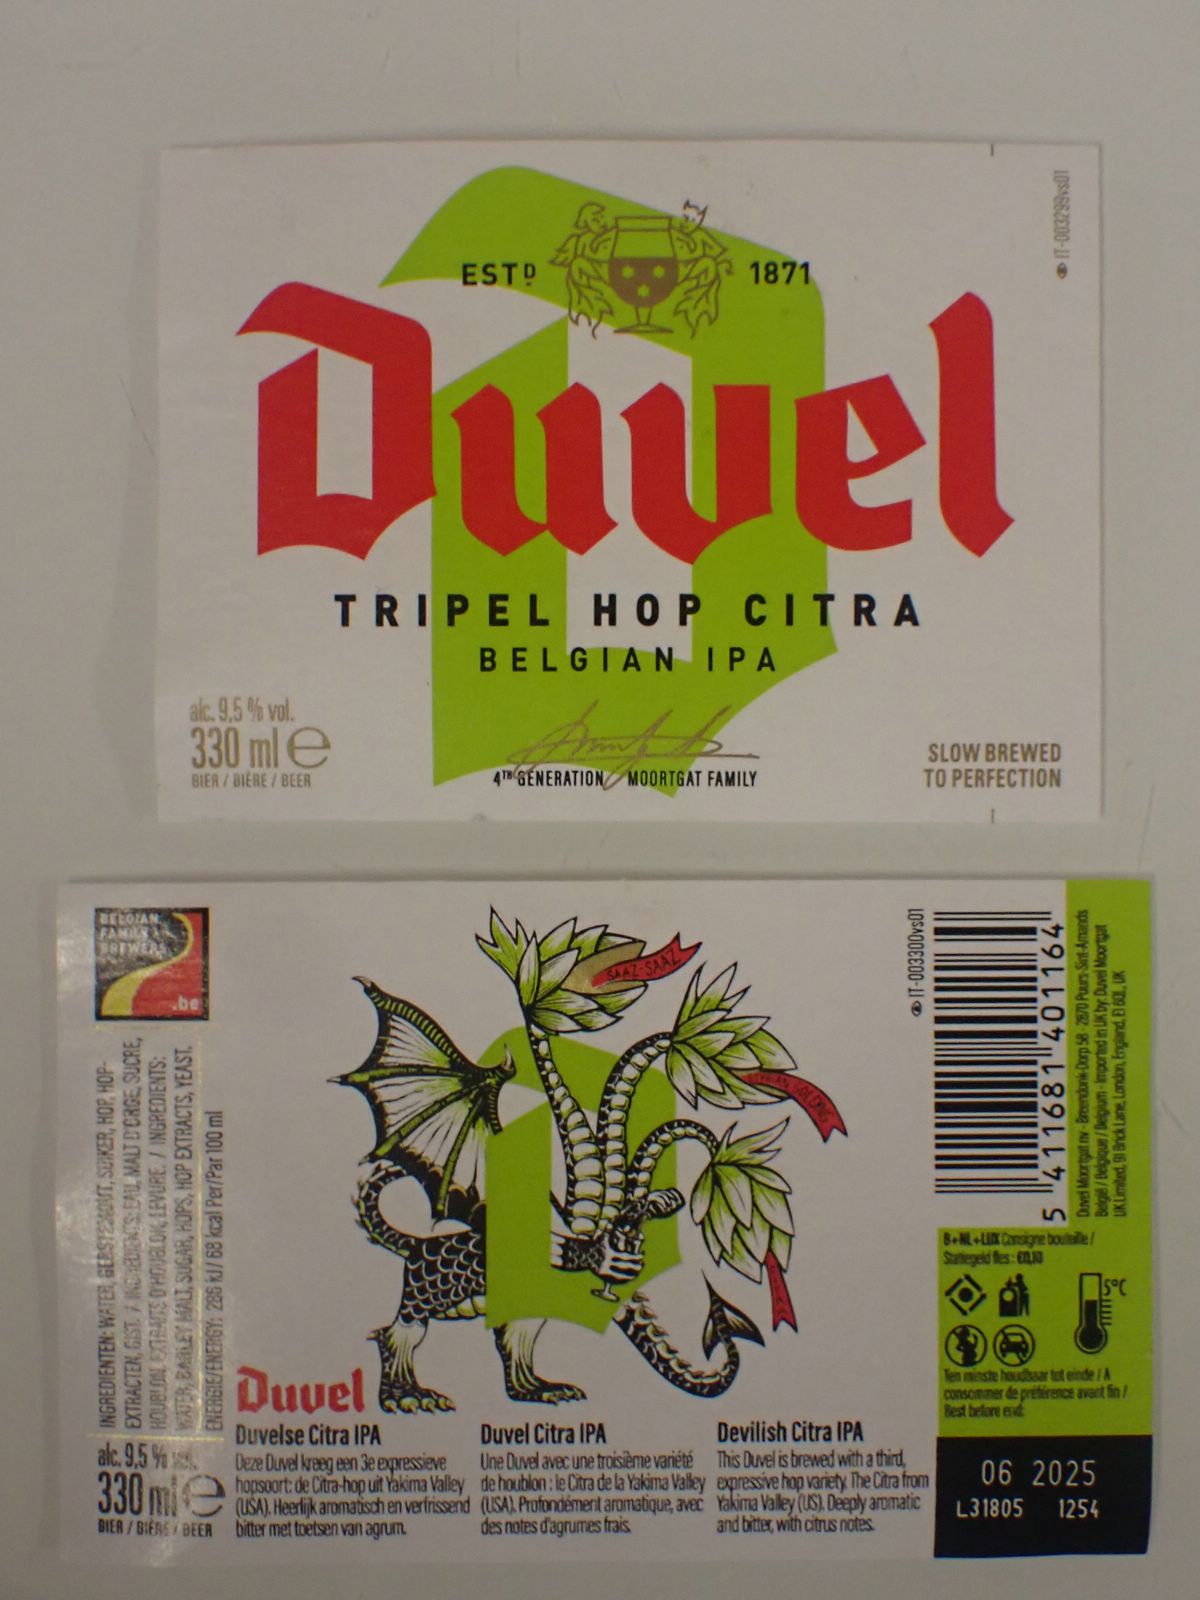 IT-003299vs01
ESTD 1871
Duvel
TRIPEL HOP CITRA
BELGIAN IPA
alc. 9,5 % vol.
330 ml e
BIER / BIÈRE / BEER
4TH GENERATION MOORTGAT FAMILY
SLOW BREWED
TO PERFECTION
BELGIAN
FAMILY
BREWERS
.be
INGREDIENTEN: WATER, GERSTEMOUT, SUIKER, HOP, HOP-
EXTRACTEN, GIST. / INGRÉDIENTS: EAU, MALT D'ORGE, SUCRE,
HOUBLON, EXTRAITS D'HOUBLON, LEVURE. / INGREDIENTS:
WATER, BARLEY MALT, SUGAR, HOPS, HOP EXTRACTS, YEAST.
ENERGIE/ENERGY: 286 kJ / 68 kcal Per/Par 100 ml
alc. 9,5 % vol.
330 ml e
BIER / BIÈRE / BEER
SAAZ-SAAZ
STYRIAN GOLDING
Duvel
Duvelse Citra IPA
Deze Duvel kreeg een 3e expressieve
hopsoort: de Citra-hop uit Yakima Valley
(USA). Heerlijk aromatisch en verfrissend
bitter met toetsen van agrum.
Duvel Citra IPA
Une Duvel avec une troisième variété
de houblon : le Citra de la Yakima Valley
(USA). Profondément aromatique, avec
des notes d'agrumes frais.
Devilish Citra IPA
This Duvel is brewed with a third,
expressive hop variety. The Citra from
Yakima Valley (US). Deeply aromatic
and bitter, with citrus notes.
IT-003300vs01
5 411681 401164
Duvel Moortgat nv - Breendonk-Dorp 58 - 2870 Puurs-Sint-Amands
België / Belgique / Belgium - Imported in UK by: Duvel Moortgat
UK Limited, 91 Brick Lane, London, England, E1 6QL, UK
B+NL+LUX Consigne bouteille /
Statiegeld fles : €0,10
5°C
Ten minste houdbaar tot einde / A
consommer de préférence avant fin /
Best before end:
06 2025
L31805 1254